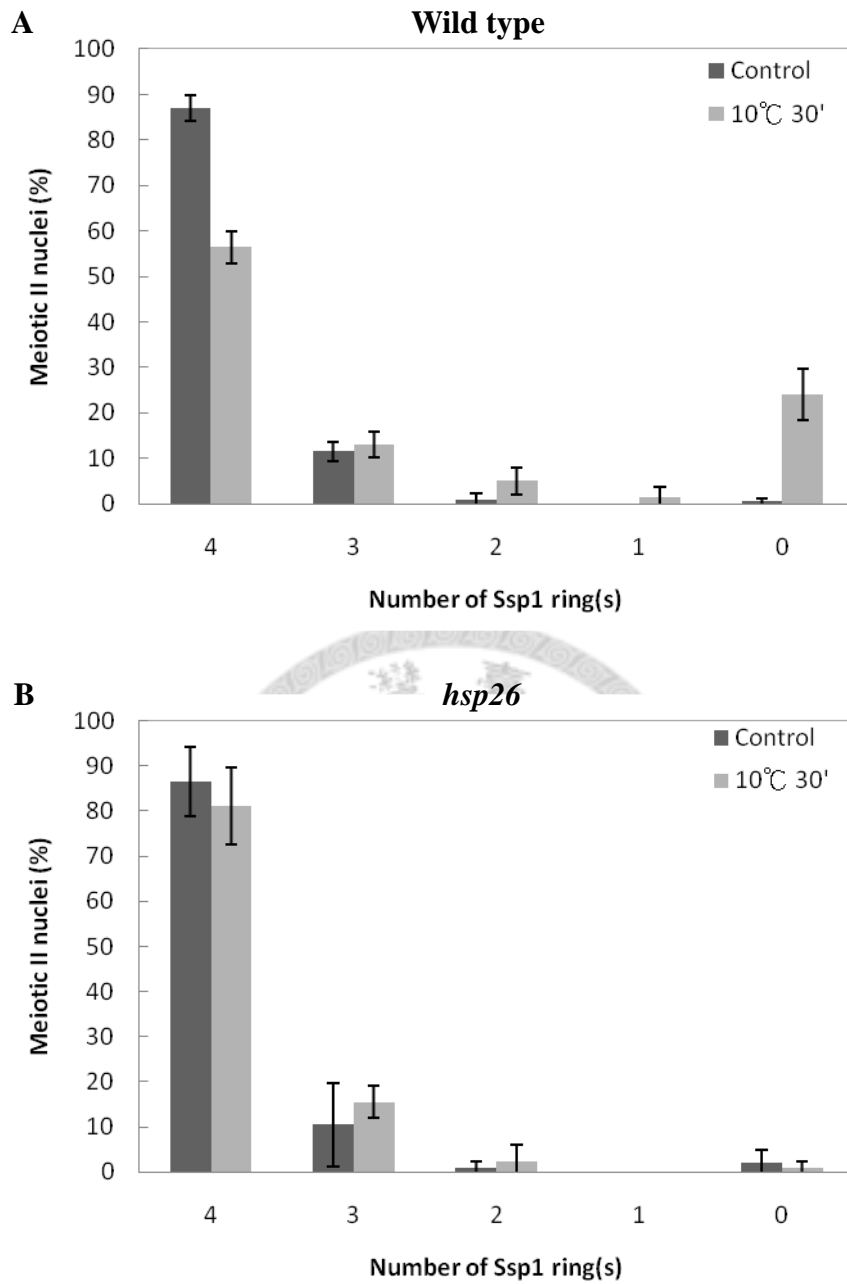 A
Wild type
Control
10℃ 30'
Meiotic II nuclei (%)
100
90
80
70
60
50
40
30
20
10
0
4 3 2 1 0
Number of Ssp1 ring(s)
B
hsp26
Control
10℃ 30'
Meiotic II nuclei (%)
100
90
80
70
60
50
40
30
20
10
0
4 3 2 1 0
Number of Ssp1 ring(s)